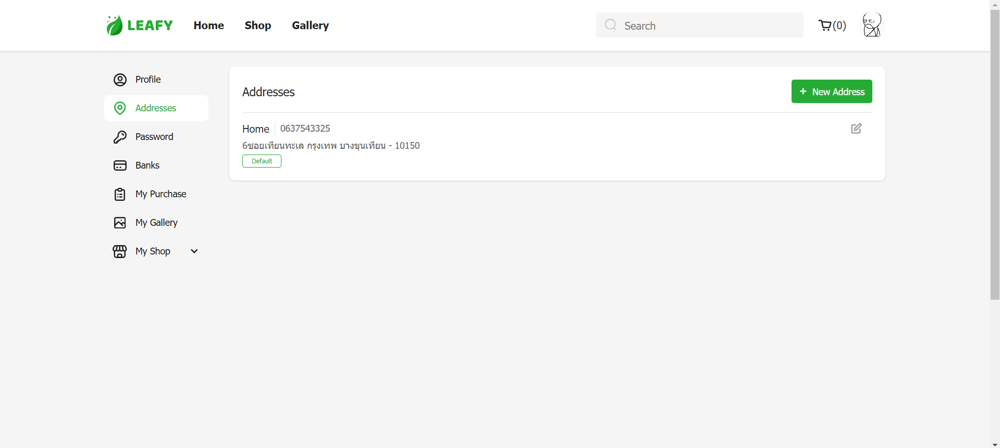 LEAFY Home Shop Gallery Search (0)
Profile
Addresses
Password
Banks
My Purchase
My Gallery
My Shop
Addresses + New Address
Home 0637543325
6ซอยเทียนทะเล กรุงเทพ บางขุนเทียน - 10150
Default